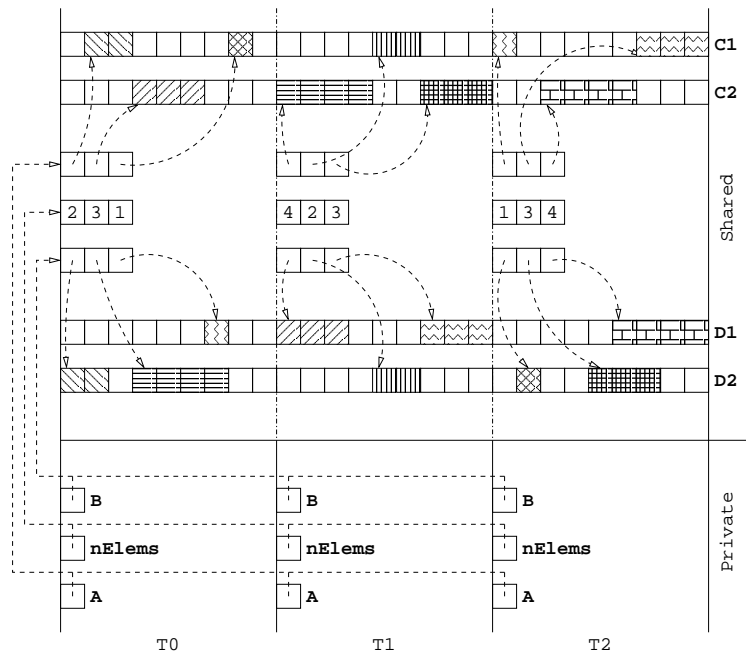 C1
C2
2 3 1 4 2 3 1 3 4
Shared
D1
D2
B B B
nElems nElems nElems
Private
A A A
T0 T1 T2